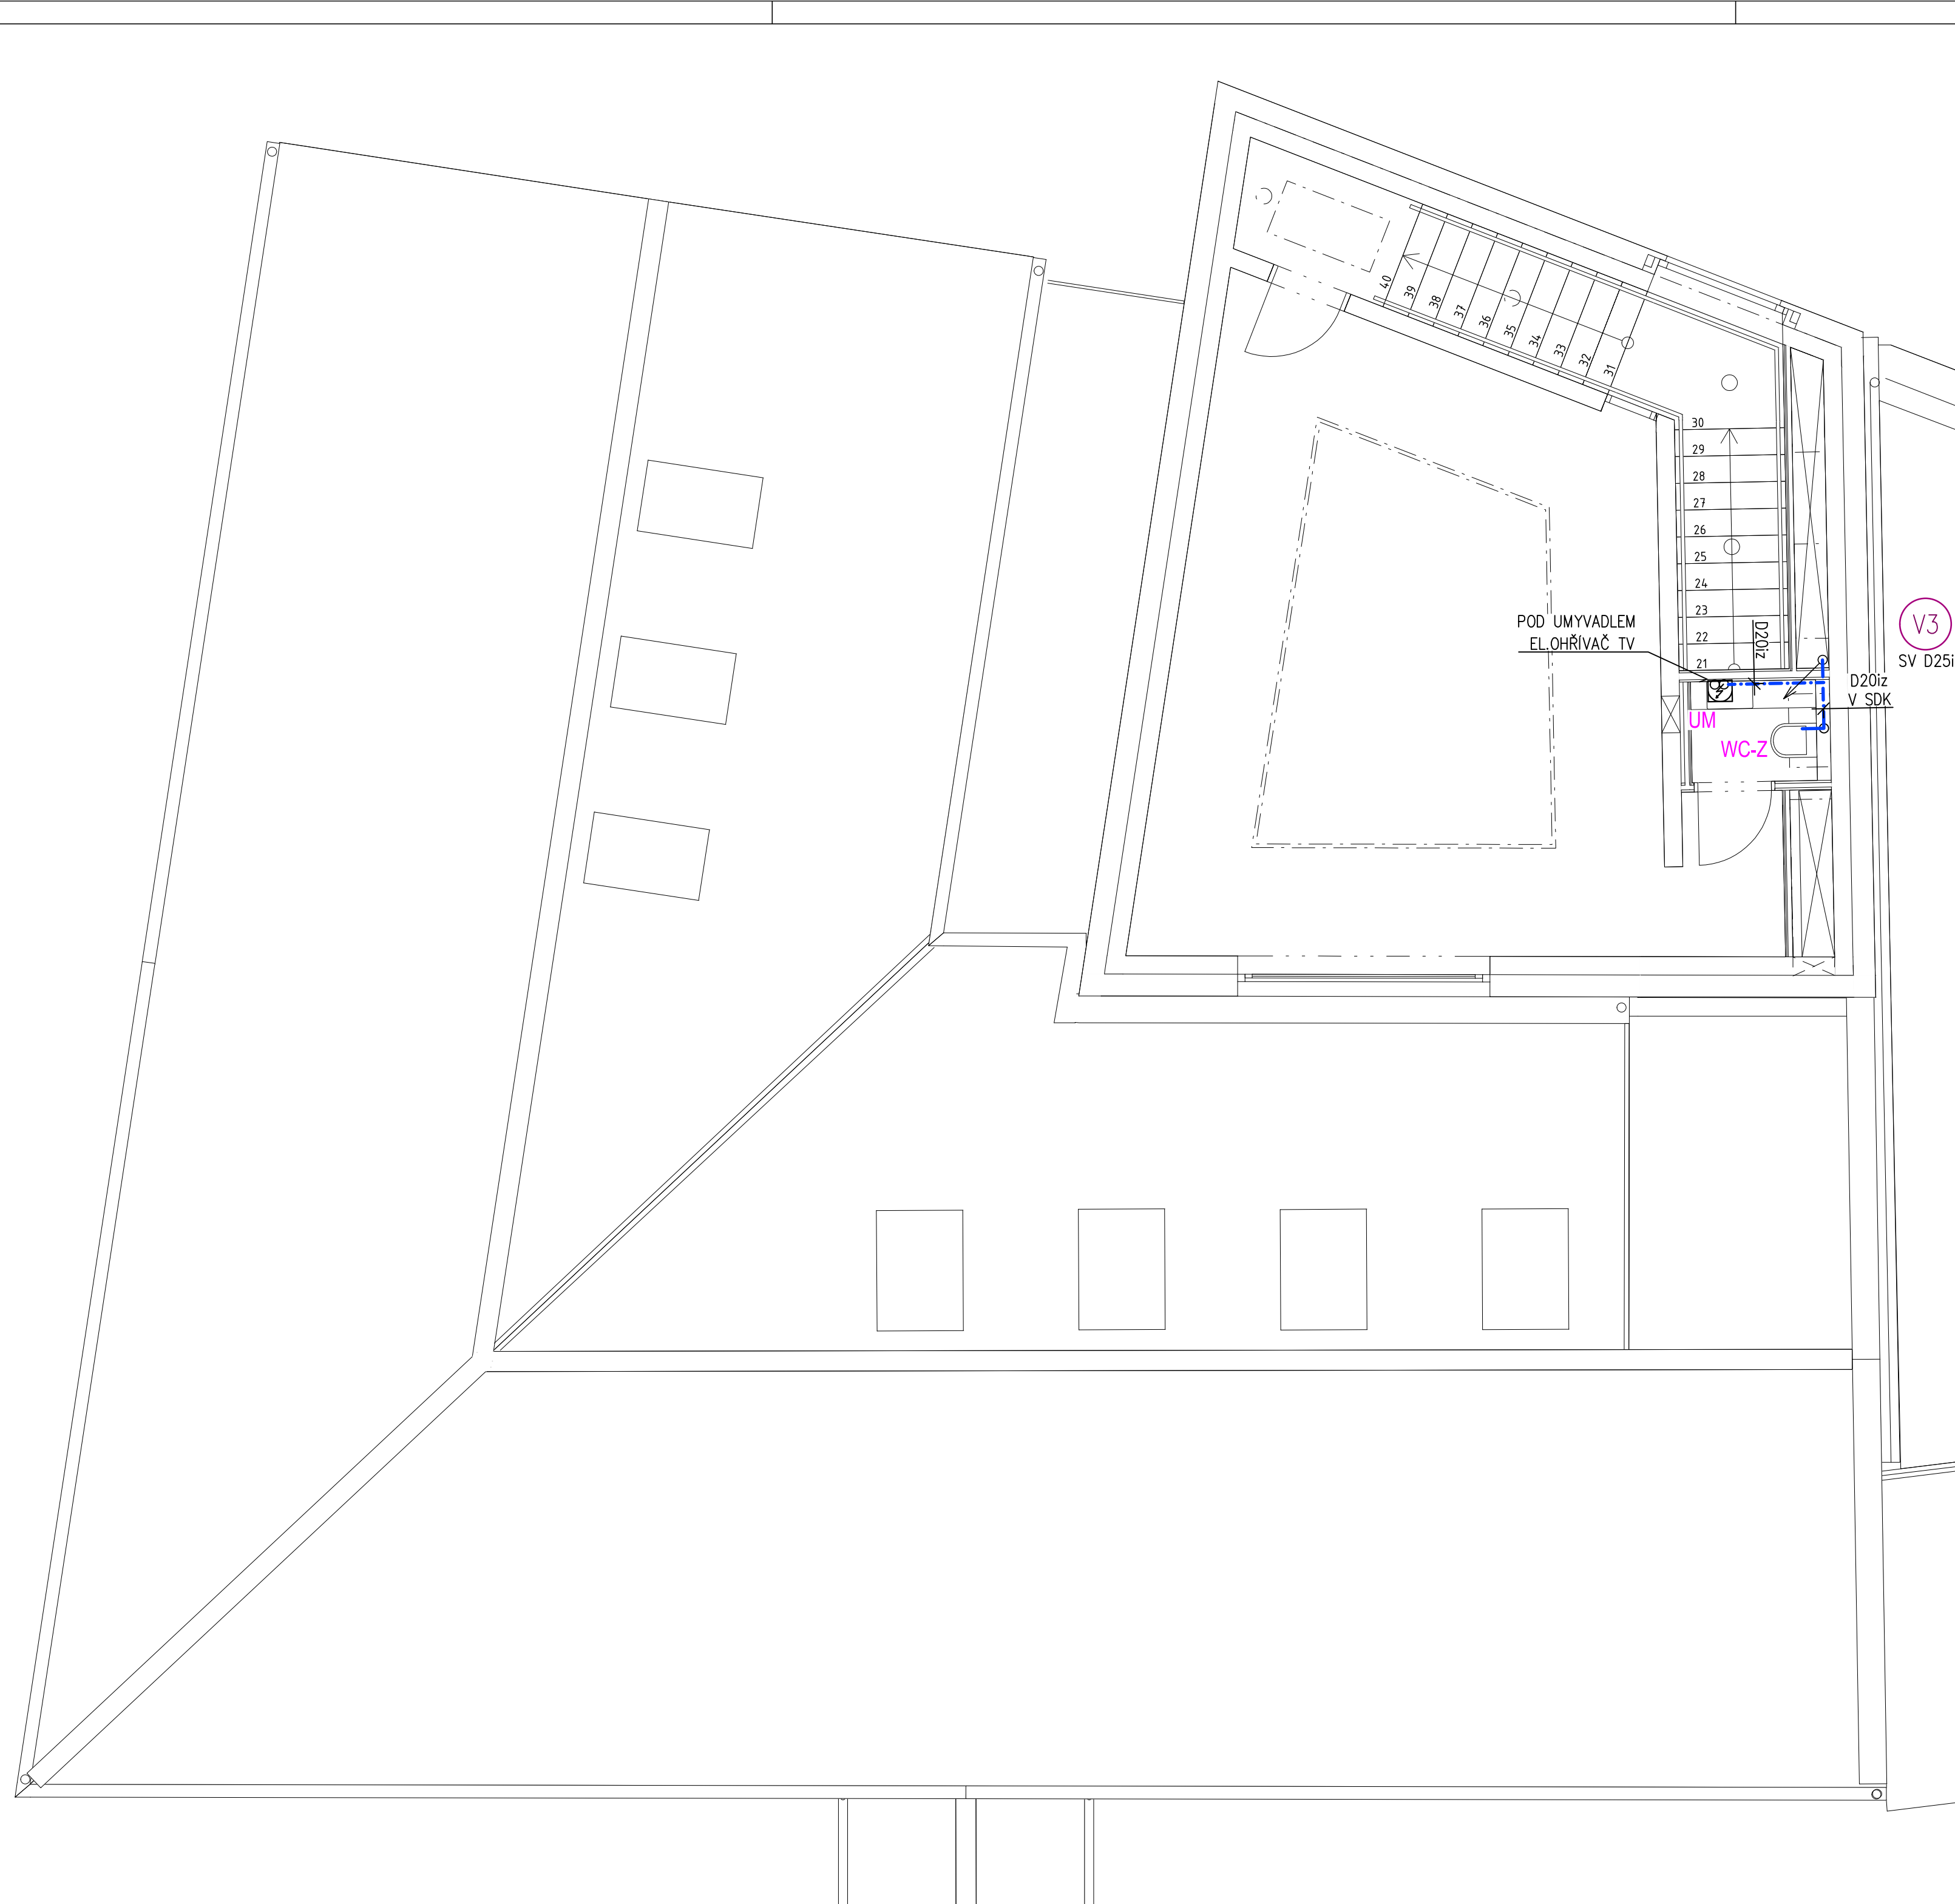 40
39
38
37
36
35
34
33
32
31
30
29
28
27
26
25
24
23
22
21
POD UMYVADLEM
EL.OHŘÍVAČ TV
D20iz
V3
SV D25i
D20iz
V SDK
UM
WC-Z